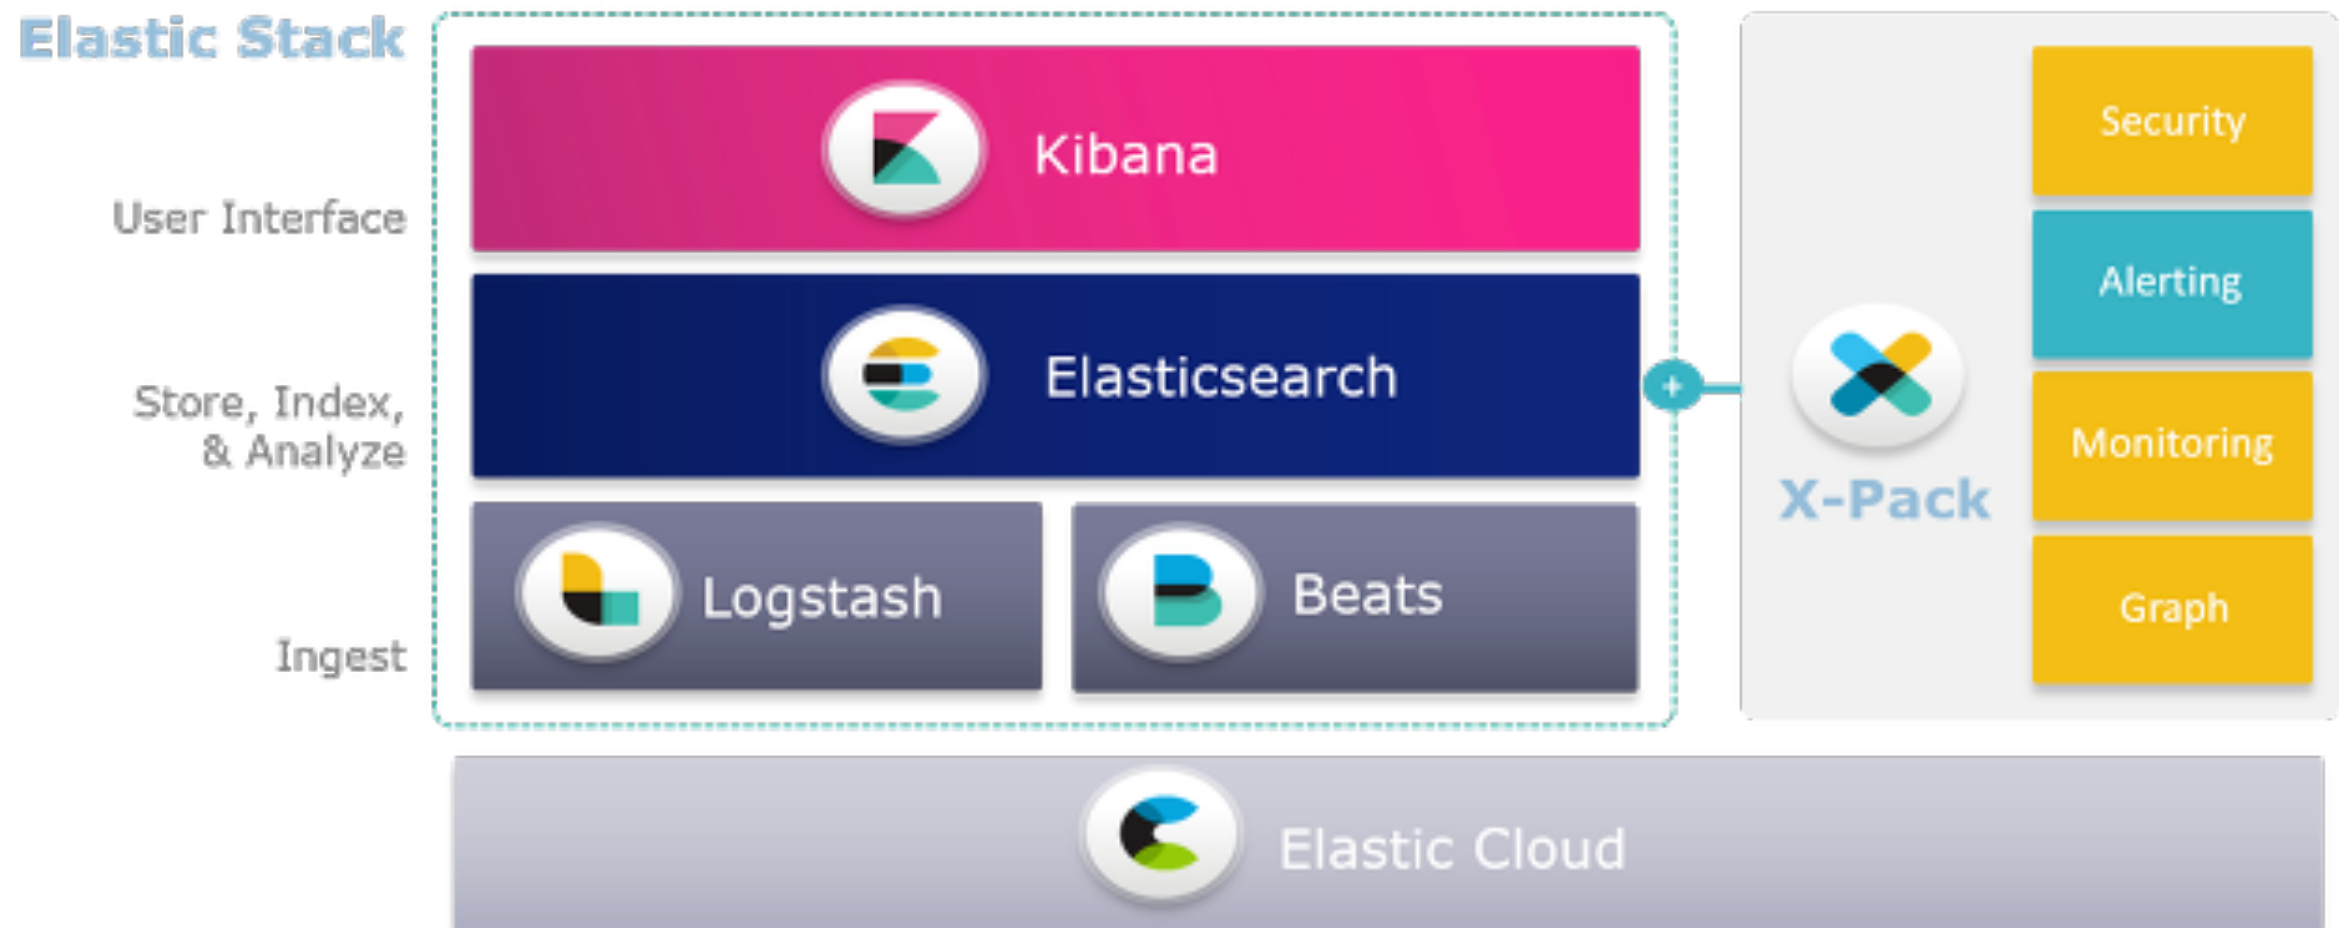 Elastic Stack
Kibana
User Interface
Elasticsearch
Store, Index,
& Analyze
Logstash
Beats
Ingest
+
X-Pack
Security
Alerting
Monitoring
Graph
Elastic Cloud